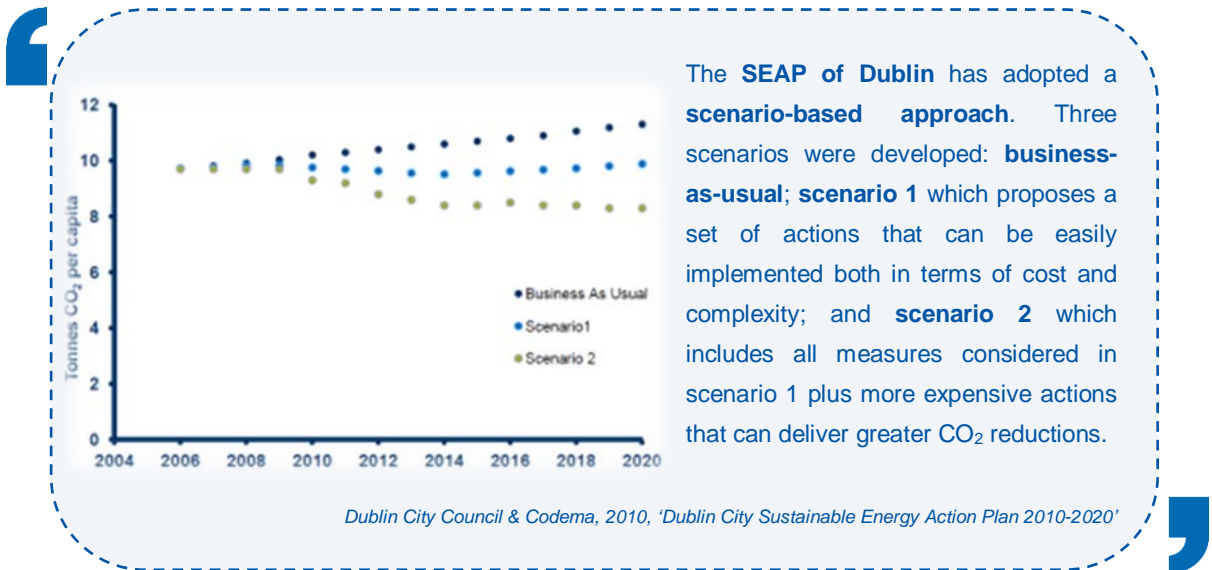 The SEAP of Dublin has adopted a
scenario-based approach. Three
scenarios were developed: business-
as-usual; scenario 1 which proposes a
set of actions that can be easily
implemented both in terms of cost and
complexity; and scenario 2 which
includes all measures considered in
scenario 1 plus more expensive actions
that can deliver greater CO₂ reductions.
Tonnes CO₂ per capita
12
10
8
6
4
2
0
2004 2006 2008 2010 2012 2014 2016 2018 2020
Business As Usual
Scenario1
Scenario 2
Dublin City Council & Codema, 2010, ‘Dublin City Sustainable Energy Action Plan 2010-2020’